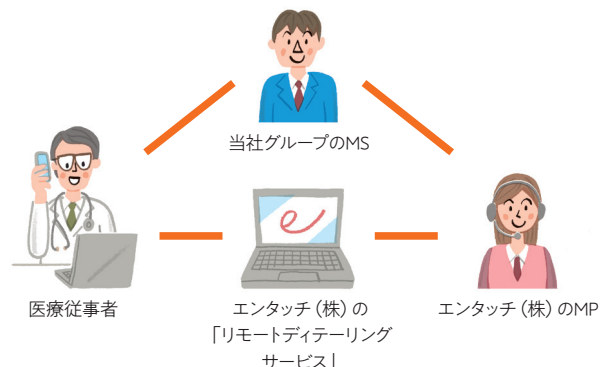 当社グループのMS
医療従事者
エンタッチ(株)の
「リモートディテーリング
サービス」
エンタッチ(株)のMP
e